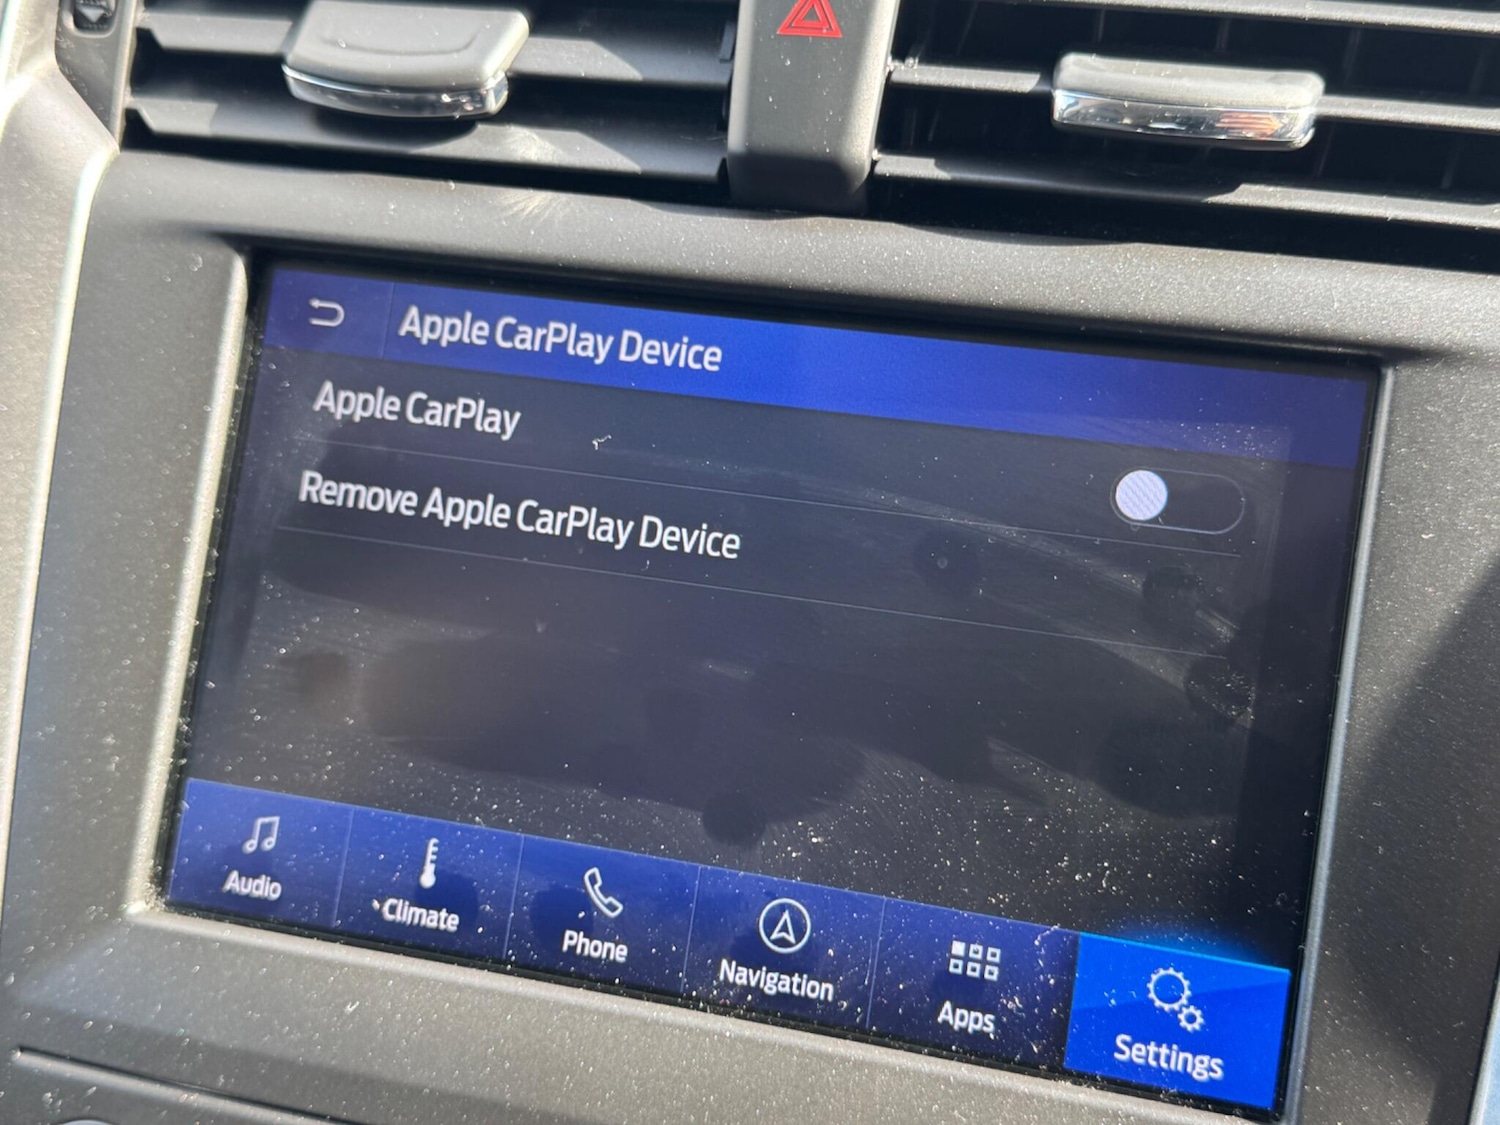 Apple CarPlay Device
Apple CarPlay
Remove Apple CarPlay Device
Audio
Climate
Phone
Navigation
Apps
Settings